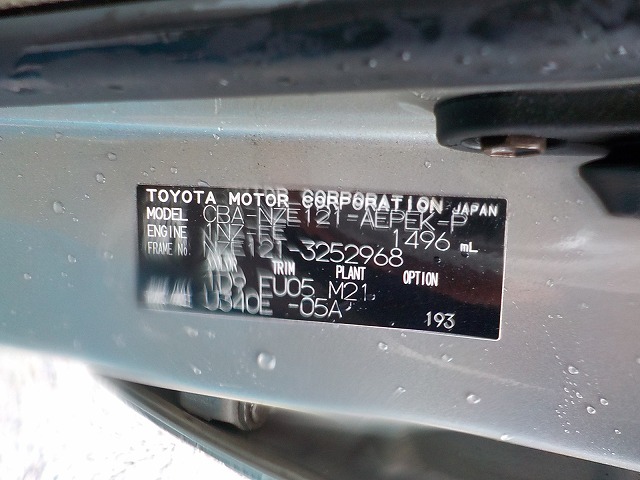 TOYOTA MOTOR CORPORATION JAPAN
MODEL CBA-NZE121-AEPEK-P
ENGINE 1NZ-FE 1496 mL
FRAME No. NZE121-3252968
TRIM PLANT OPTION
FU05 M21
U340E -05A 193